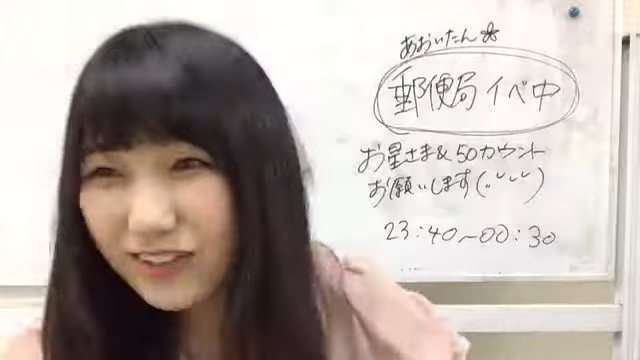 あおいたん☆
郵便局イベ中
お星さま&50カウント
お願いします(¨︶︶︶)
23:40~00:30